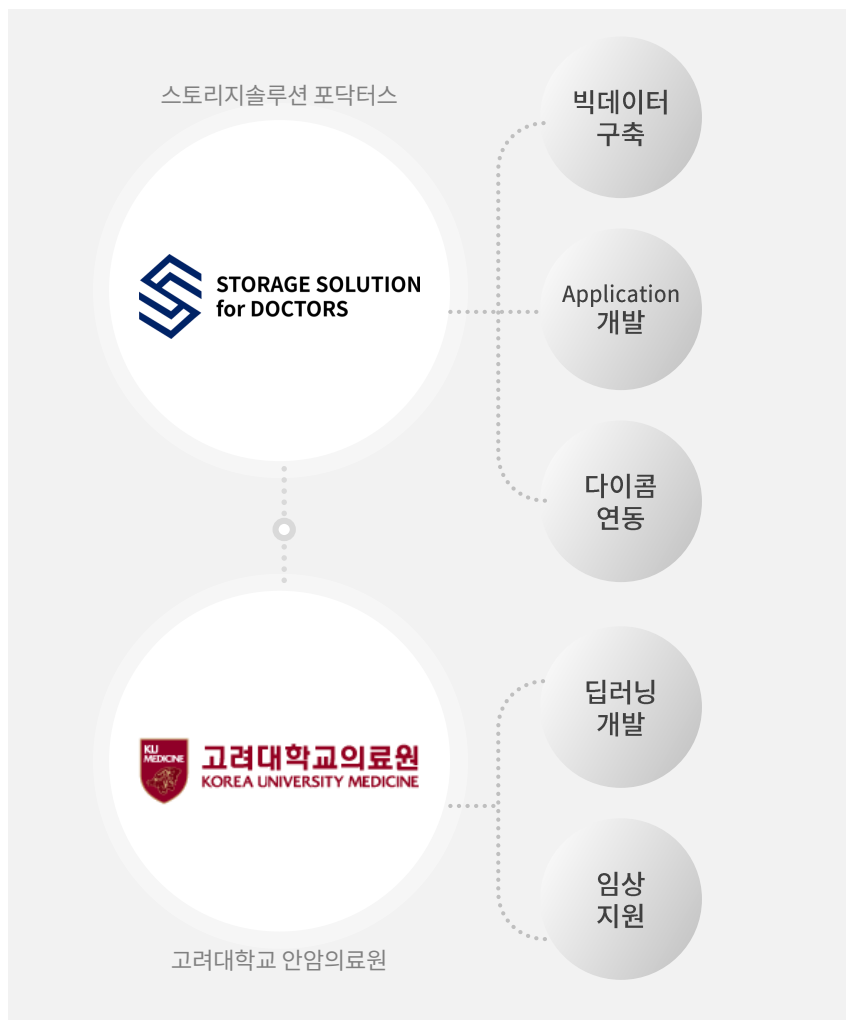 스토리지솔루션 포닥터스
STORAGE SOLUTION
for DOCTORS
빅데이터
구축
Application
개발
다이콤
연동
KU
MEDICINE
고려대학교의료원
KOREA UNIVERSITY MEDICINE
고려대학교 안암의료원
딥러닝
개발
임상
지원